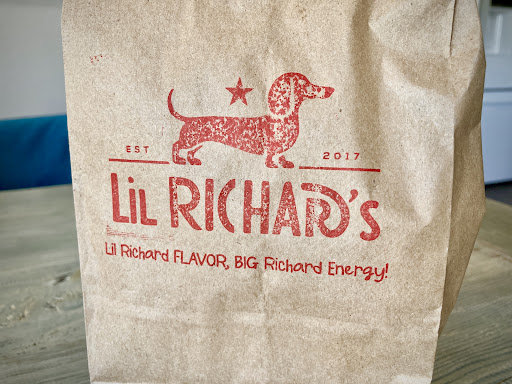 EST 2017
LiL RICHARD'S
Lil Richard FLAVOR, BIG Richard Energy!